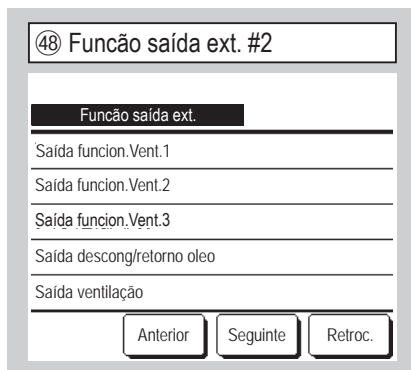 ㊽ Funcão saída ext. #2
Funcão saída ext.
Saída funcion.Vent.1
Saída funcion.Vent.2
Saída funcion.Vent.3
Saída descong/retorno oleo
Saída ventilação
Anterior Seguinte Retroc.